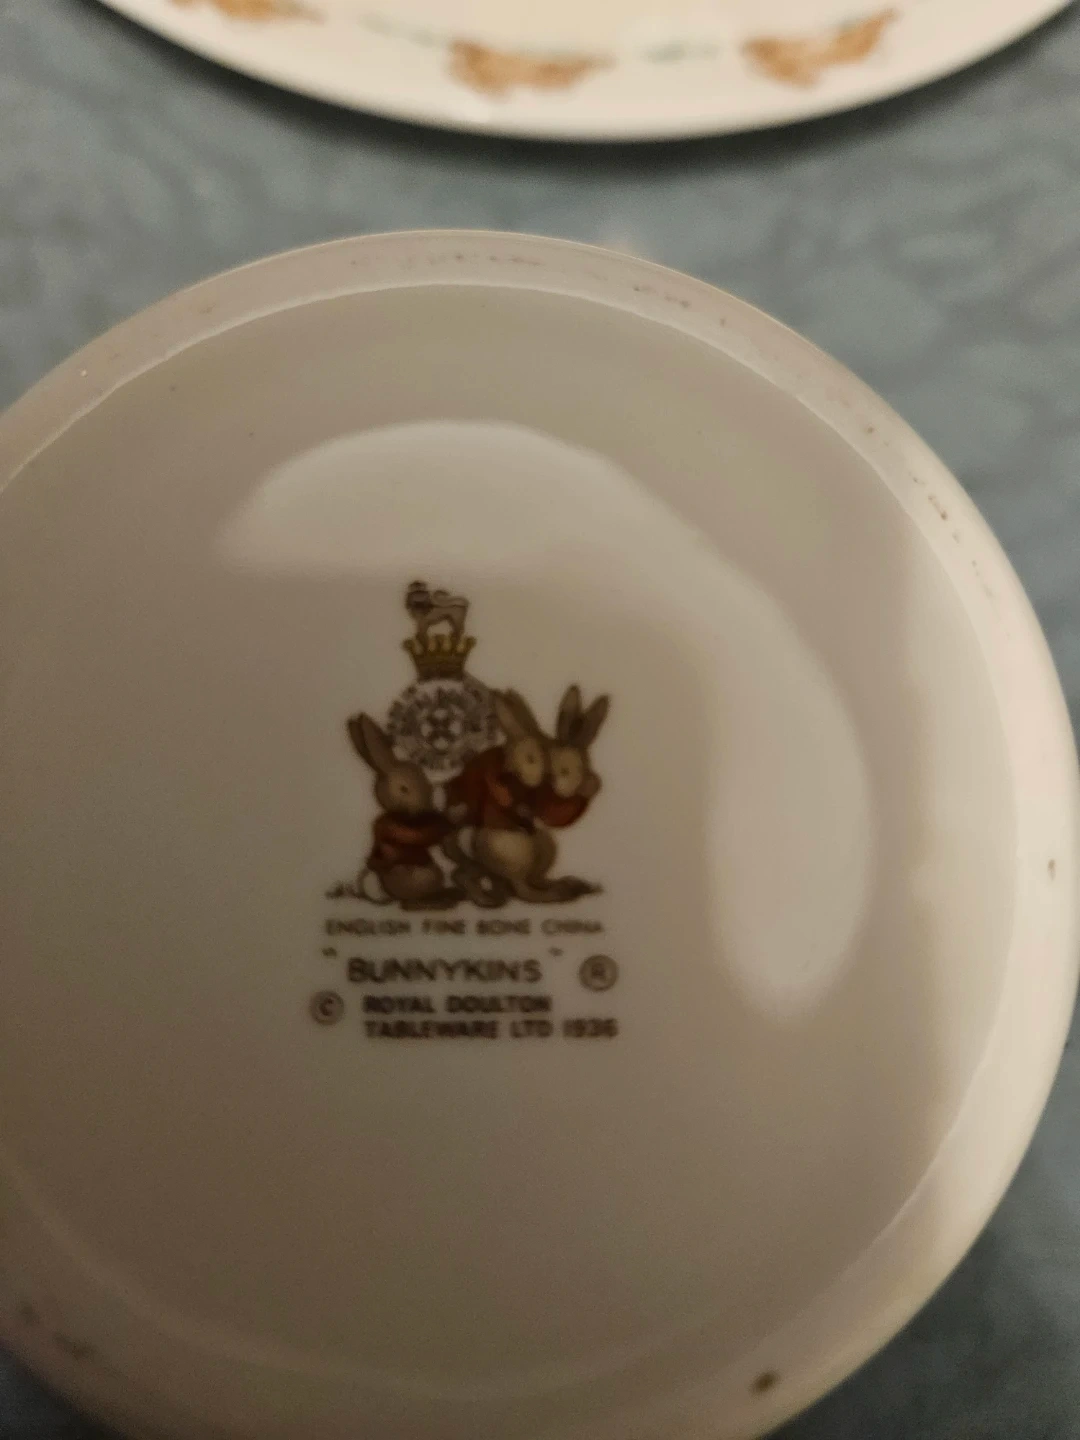 ENGLISH FINE BONE CHINA
"BUNNYKINS" ®
© ROYAL DOULTON
TABLEWARE LTD 1936